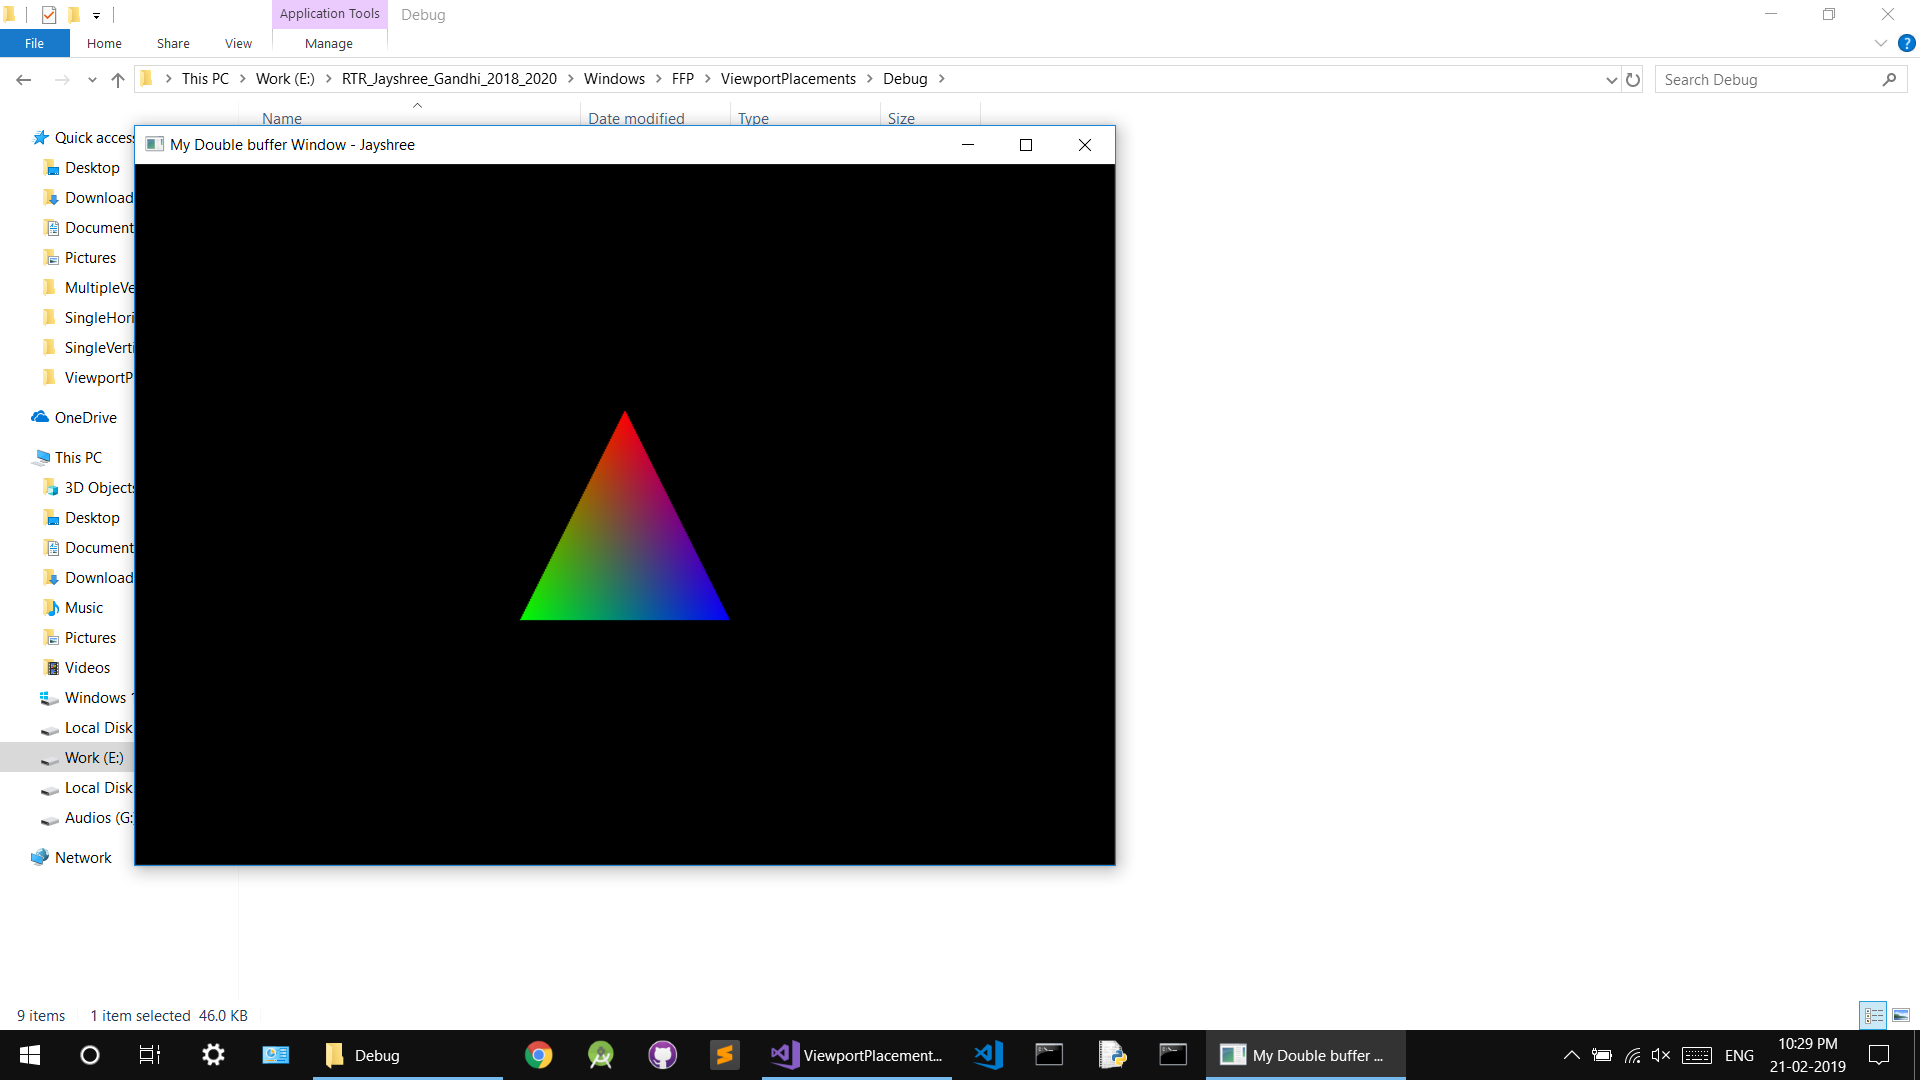 Application Tools
Debug
File
Home
Share
View
Manage
This PC
Work (E:)
RTR_Jayshree_Gandhi_2018_2020
Windows
FFP
ViewportPlacements
Debug
Search Debug
Name
Date modified
Type
Size
My Double buffer Window - Jayshree
Quick access
Desktop
Download
Document
Pictures
MultipleVe
SingleHori
SingleVerti
ViewportP
OneDrive
This PC
3D Objects
Desktop
Document
Download
Music
Pictures
Videos
Windows 1
Local Disk
Work (E:)
Local Disk
Audios (G:
Network
9 items
1 item selected 46.0 KB
Debug
ViewportPlacement...
My Double buffer ...
ENG
10:29 PM
21-02-2019